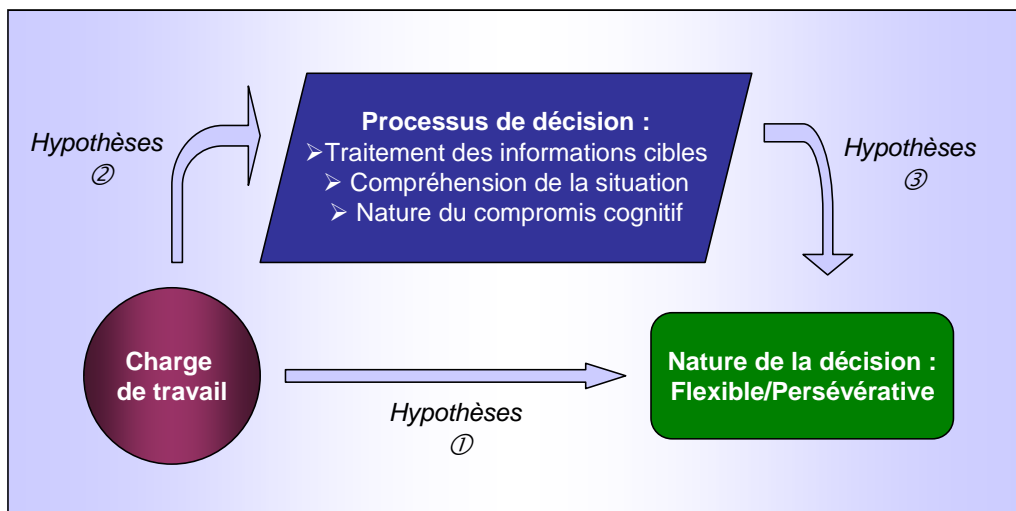 Processus de décision :
➢Traitement des informations cibles
➢ Compréhension de la situation
➢ Nature du compromis cognitif
Hypothèses
②
Hypothèses
③
Charge
de travail
Nature de la décision :
Flexible/Persévérative
Hypothèses
①